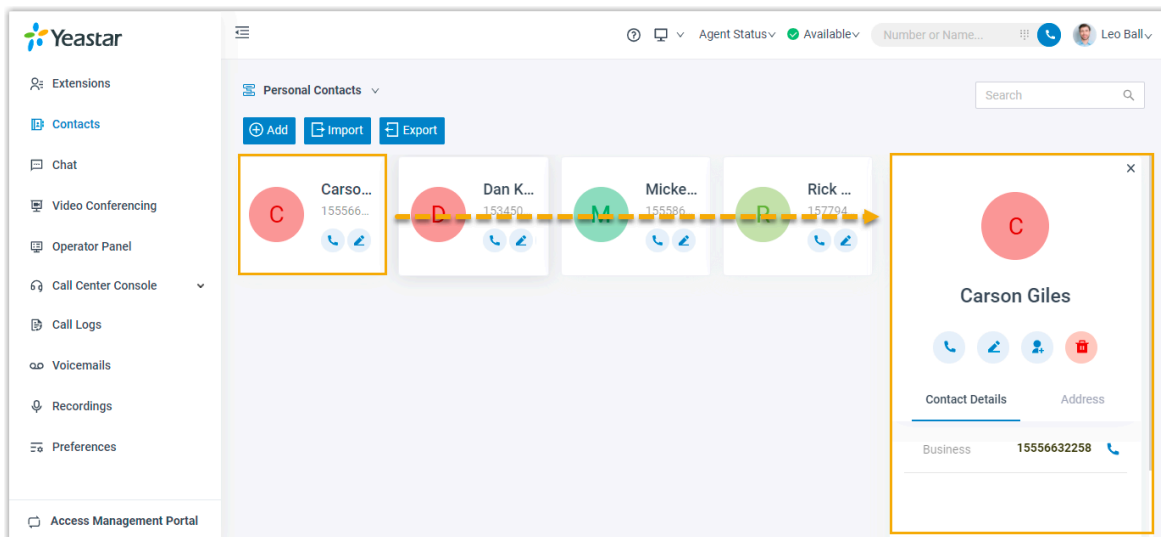 Yeastar
Agent Status
Available
Number or Name...
Leo Ball
Extensions
Contacts
Chat
Video Conferencing
Operator Panel
Call Center Console
Call Logs
Voicemails
Recordings
Preferences
Access Management Portal
Personal Contacts
Search
Add
Import
Export
C
Carso...
155566...
D
Dan K...
153450
M
Micke...
155586
R
Rick ...
157794
C
Carson Giles
Contact Details
Address
Business
15556632258